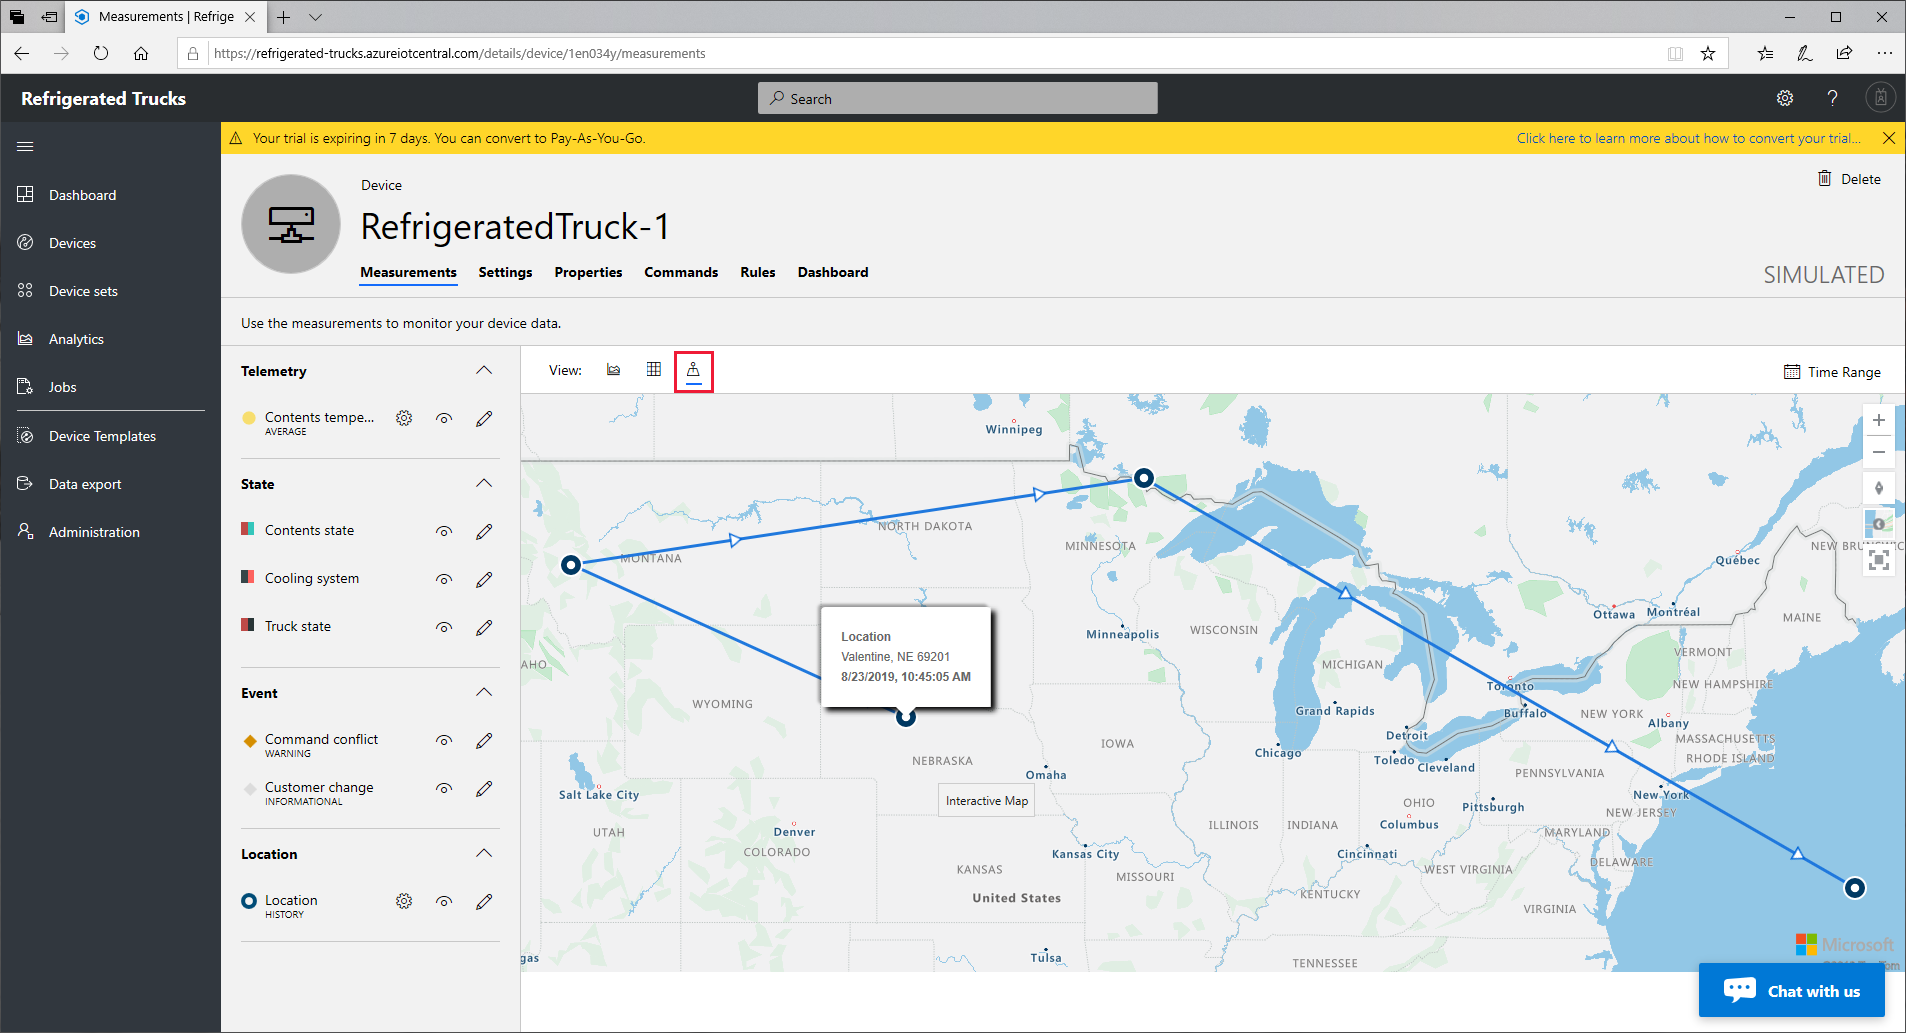 Measurements | Refrige
https://refrigerated-trucks.azureiotcentral.com/details/device/1en034y/measurements
Refrigerated Trucks
Search
?
Your trial is expiring in 7 days. You can convert to Pay-As-You-Go.
Click here to learn more about how to convert your trial...
Dashboard
Devices
Device sets
Analytics
Jobs
Device Templates
Data export
Administration
Device
Delete
RefrigeratedTruck-1
Measurements Settings Properties Commands Rules Dashboard
SIMULATED
Use the measurements to monitor your device data.
Telemetry
Contents tempe...
AVERAGE
State
Contents state
Cooling system
Truck state
Event
Command conflict
WARNING
Customer change
INFORMATIONAL
Location
Location
HISTORY
View:
Time Range
Winnipeg
NORTH DAKOTA
MONTANA
MINNESOTA
Québec
NEW BRUNSWIC
Ottawa
Montréal
MAINE
Minneapolis
WISCONSIN
Location
Valentine, NE 69201
8/23/2019, 10:45:05 AM
AHO
MICHIGAN
VERMONT
Toronto
NEW HAMPSHIRE
WYOMING
Grand Rapids
Buffalo
NEW YORK
Albany
Detroit
MASSACHUSETTS
IOWA
Chicago
Toledo
Cleveland
RHODE ISLAND
NEBRASKA
Omaha
PENNSYLVANIA
Salt Lake City
Interactive Map
OHIO
Pittsburgh
New York
NEW JERSEY
UTAH
Denver
ILLINOIS
INDIANA
Columbus
MARYLAND
COLORADO
Kansas City
Cincinnati
DELAWARE
KANSAS
MISSOURI
WEST VIRGINIA
United States
KENTUCKY
VIRGINIA
gas
Tulsa
TENNESSEE
Microsoft
Chat with us